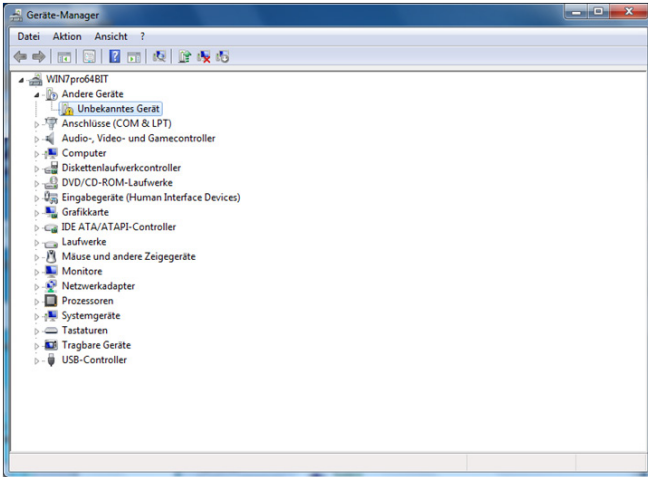 Geräte-Manager
Datei Aktion Ansicht ?
WIN7pro64BIT
Andere Geräte
Unbekanntes Gerät
Anschlüsse (COM & LPT)
Audio-, Video- und Gamecontroller
Computer
Diskettenlaufwerkcontroller
DVD/CD-ROM-Laufwerke
Eingabegeräte (Human Interface Devices)
Grafikkarte
IDE ATA/ATAPI-Controller
Laufwerke
Mäuse und andere Zeigegeräte
Monitore
Netzwerkadapter
Prozessoren
Systemgeräte
Tastaturen
Tragbare Geräte
USB-Controller